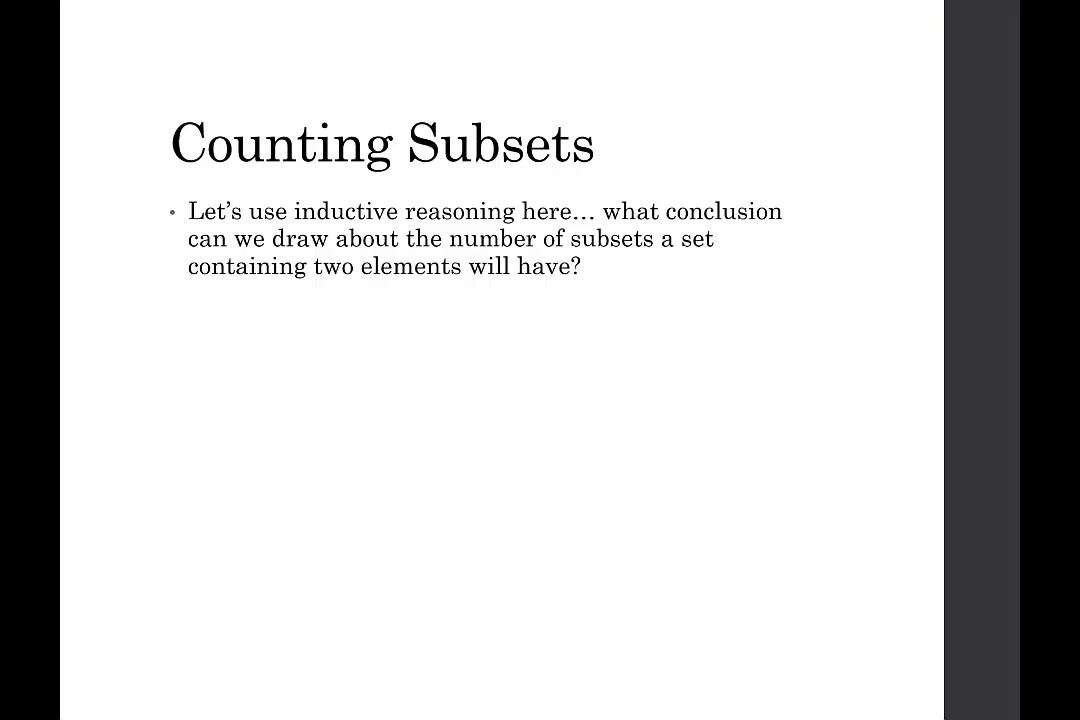 Counting Subsets
• Let’s use inductive reasoning here… what conclusion
can we draw about the number of subsets a set
containing two elements will have?